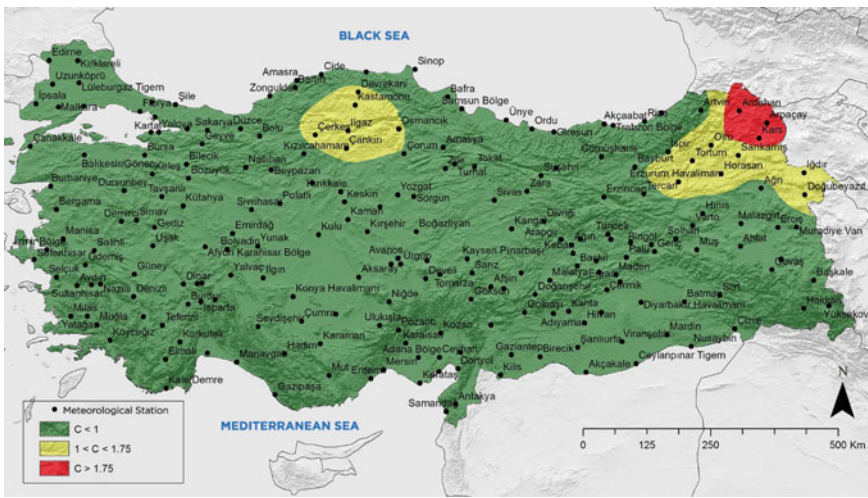 BLACK SEA
Edirne
Kırklareli
Uzunköprü
Lüleburgaz Tigem
İpsala
Malkara
Florya
Şile
Çanakkale
Kartal
Yalova
Sakarya
Düzce
Geyve
Bolu
Amasra
Bartın
Zonguldak
Cide
Sinop
Devrekani
Kastamonu
Bafra
Samsun Bölge
Ünye
Ordu
Giresun
Akçaabat
Trabzon Bölge
Rize
Artvin
Ardahan
Arpaçay
Kars
Sarıkamış
Oltu
İspir
Tortum
Horasan
Iğdır
Bayburt
Gümüşhane
Erzurum Havalimanı
Tercan
Erzincan
Ağrı
Ilgaz
Çerkeş
Çankırı
Osmancık
Kızılcahamam
Çorum
Amasya
Tokat
Turhal
Zile
Suşehri
Zara
Sivas
Bursa
Bilecik
Balıkesir/Gönen
Keleş
Bozüyük
Nallıhan
Beypazarı
Burhaniye
Dursunbey
Tavşanlı
Kütahya
Sivrihisar
Polatlı
Kırıkkale
Keskin
Yozgat
Sorgun
Bergama
Demirci
Simav
Gediz
Emirdağ
Yunak
Kulu
Kaman
Kırşehir
Boğazlıyan
Kangal
Divriği
Arapgir
Manisa
Salihli
Uşak
Bolvadin
Afyon Karahisar Bölge
Selçuk
Ödemiş
Güney
Dinar
Yalvaç
Ilgın
Aksaray
Avanos
Ürgüp
Kayseri Pınarbaşı
Develi
Tomarza
Sarız
Afşin
Göksun
Malatya
Baskil
Keban
Ağın
Tunceli
Bingöl
Solhan
Palu
Genç
Maden
Hınıs
Varto
Malazgirt
Erciş
Muradiye Van
Muş
Ahlat
Gevaş
Başkale
Hakkari
Yüksekova
Aydın
Sultanhisar
Nazilli
Denizli
Burdur
Isparta
Konya Havalimanı
Niğde
Doğanşehir
Çermik
Diyarbakır Havalimanı
Batman
Siirt
Milas
Muğla
Yatağan
Köyceğiz
Tefenni
Korkuteli
Elmalı
Seydişehir
Çumra
Karaman
Hadim
Ulukışla
Pozantı
Karaisalı
Kozan
Adıyaman
Kahta
Hilvan
Viranşehir
Mardin
Nusaybin
Cizre
Şanlıurfa
Gaziantep
Birecik
Kilis
Akçakale
Ceylanpınar Tigem
Manavgat
Gazipaşa
Mut
Erdemli
Mersin
Adana Bölge
Ceyhan
Dörtyol
Karataş
Samandağ
Antakya
Kale Demre
MEDITERRANEAN SEA
Meteorological Station
C < 1
1 < C < 1.75
C > 1.75
N
0 125 250 375 500 Km